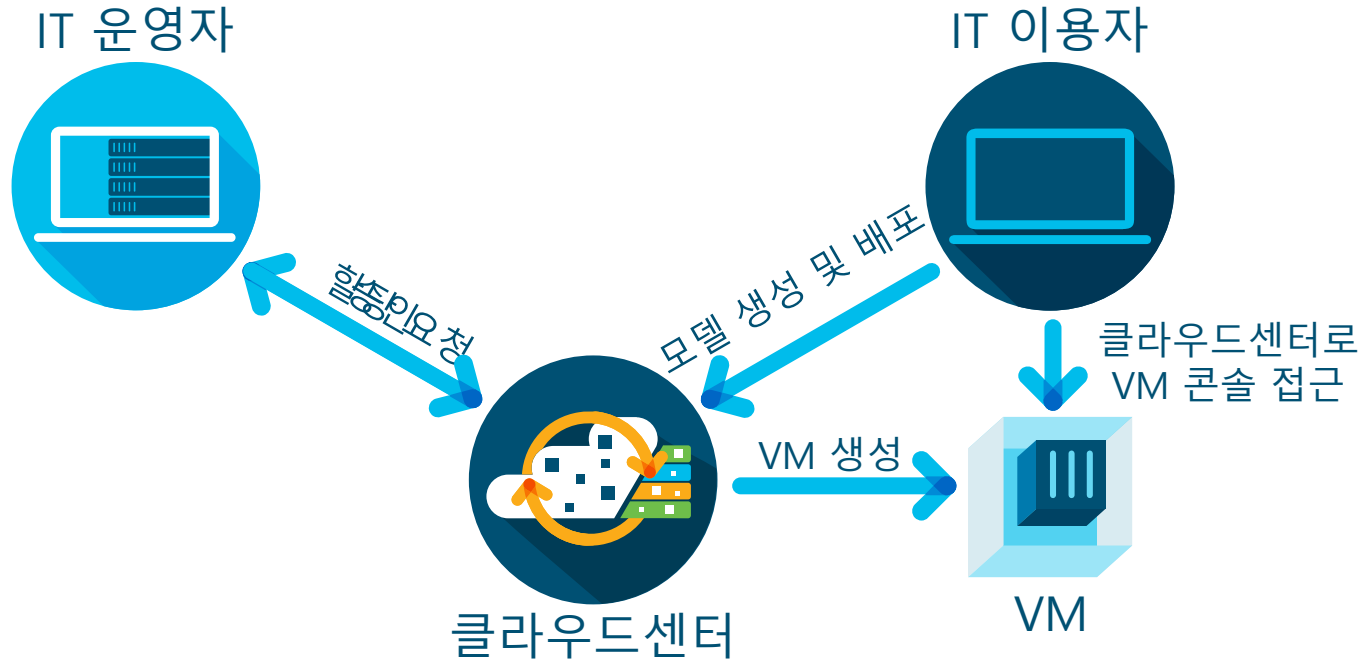 IT 운영자
IT 이용자
모델 생성 및 배포
클라우드센터로
VM 콘솔 접근
VM 생성
클라우드센터
VM